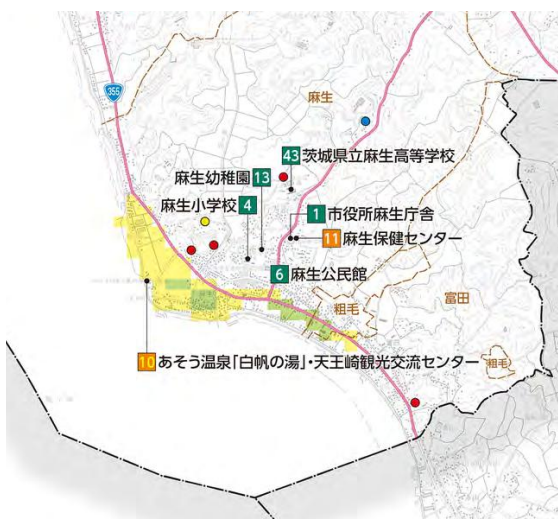 355
麻生
43 茨城県立麻生高等学校
麻生幼稚園 13
麻生小学校 4
1 市役所麻生庁舎
11 麻生保健センター
6 麻生公民館
粗毛
富田
粗毛
10 あそう温泉「白帆の湯」・天王崎観光交流センター